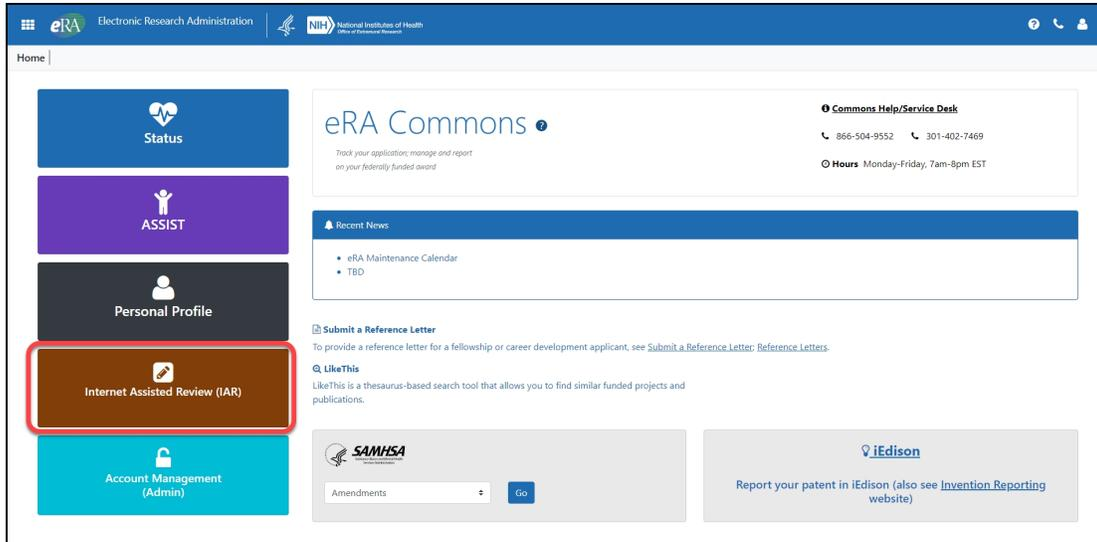 eRA Electronic Research Administration NIH National Institutes of Health
Office of Extramural Research
Home
Status
ASSIST
Personal Profile
Internet Assisted Review (IAR)
Account Management
(Admin)
eRA Commons
Track your application; manage and report
on your federally funded award
Commons Help/Service Desk
866-504-9552 301-402-7469
Hours Monday-Friday, 7am-8pm EST
Recent News
eRA Maintenance Calendar
TBD
Submit a Reference Letter
To provide a reference letter for a fellowship or career development applicant, see Submit a Reference Letter; Reference Letters.
LikeThis
LikeThis is a thesaurus-based search tool that allows you to find similar funded projects and
publications.
SAMHSA
Amendments Go
iEdison
Report your patent in iEdison (also see Invention Reporting
website)